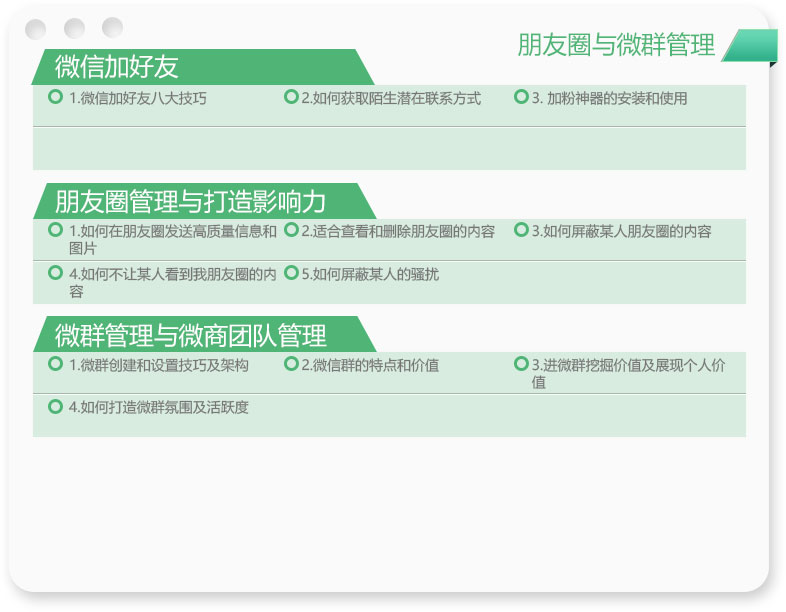 朋友圈与微群管理
微信加好友
1.微信加好友八大技巧
2.如何获取陌生潜在联系方式
3. 加粉神器的安装和使用
朋友圈管理与打造影响力
1.如何在朋友圈发送高质量信息和
图片
2.适合查看和删除朋友圈的内容
3.如何屏蔽某人朋友圈的内容
4.如何不让某人看到我朋友圈的内
容
5.如何屏蔽某人的骚扰
微群管理与微商团队管理
1.微群创建和设置技巧及架构
2.微信群的特点和价值
3.进微群挖掘价值及展现个人价
值
4.如何打造微群氛围及活跃度